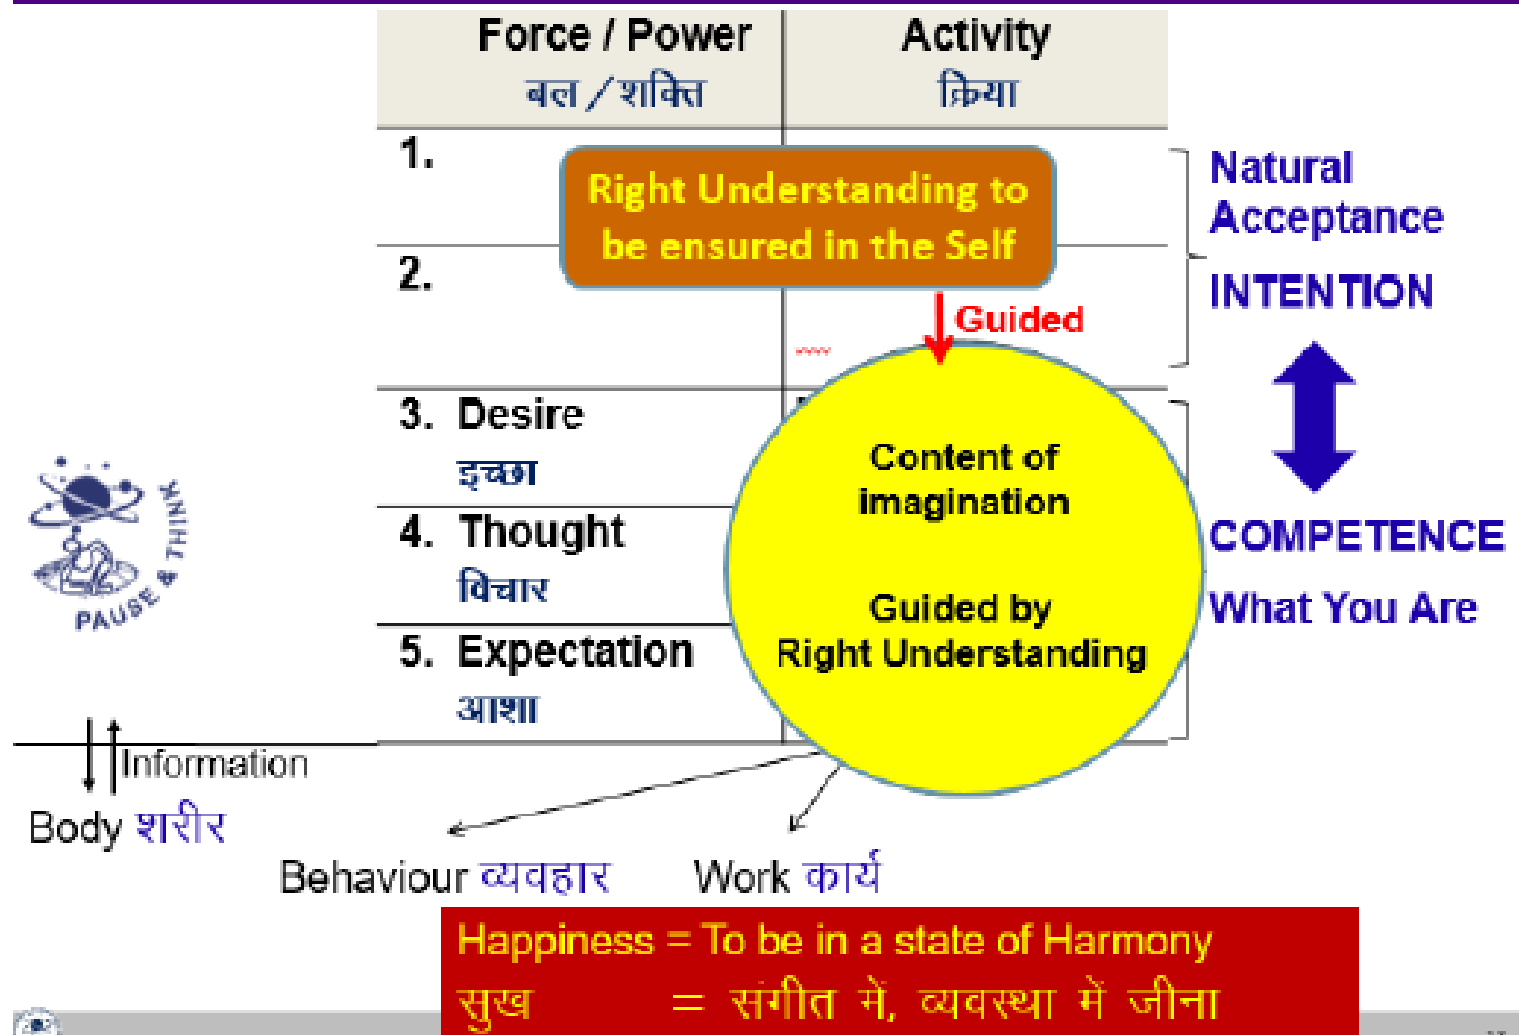 Force / Power
बल / शक्ति
Activity
क्रिया
1.
Right Understanding to
be ensured in the Self
Natural
Acceptance
2.
INTENTION
Guided
3. Desire
इच्छा
Content of
imagination
4. Thought
विचार
COMPETENCE
Guided by
Right Understanding
What You Are
5. Expectation
आशा
PAUSE & THINK
Information
Body शरीर
Behaviour व्यवहार
Work कार्य
Happiness = To be in a state of Harmony
सुख = संगीत में, व्यवस्था में जीना